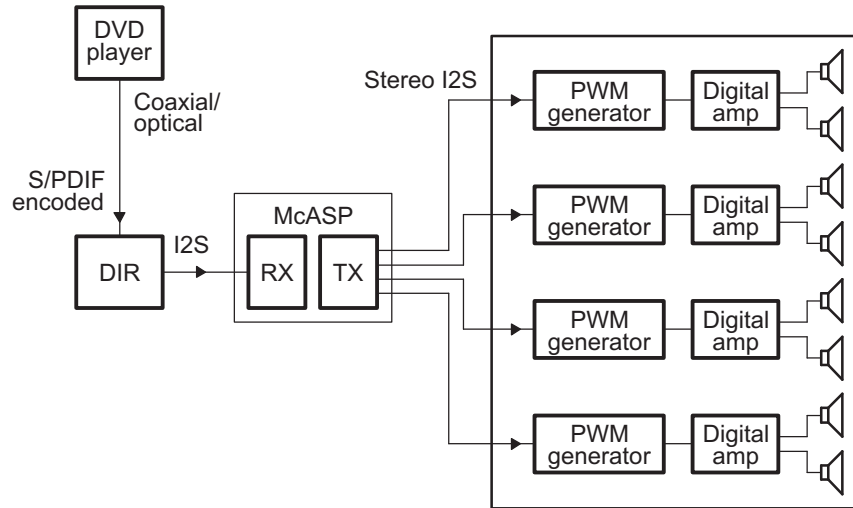 DVD
player
Coaxial/
optical
S/PDIF
encoded
DIR
I2S
McASP
RX
TX
Stereo I2S
PWM
generator
Digital
amp
PWM
generator
Digital
amp
PWM
generator
Digital
amp
PWM
generator
Digital
amp